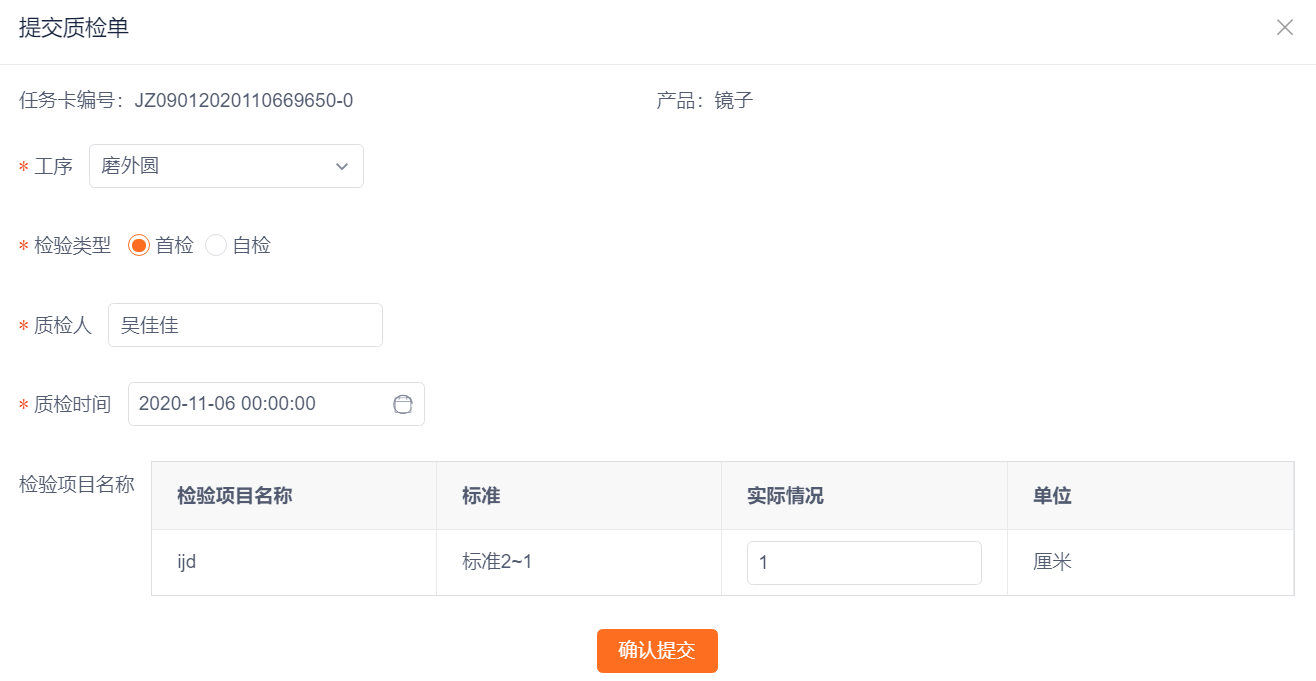 提交质检单
任务卡编号：JZ09012020110669650-0 产品：镜子
* 工序 磨外圆
* 检验类型 首检 自检
* 质检人 吴佳佳
* 质检时间 2020-11-06 00:00:00
检验项目名称 检验项目名称 标准 实际情况 单位
ijd 标准2~1 1 厘米
确认提交